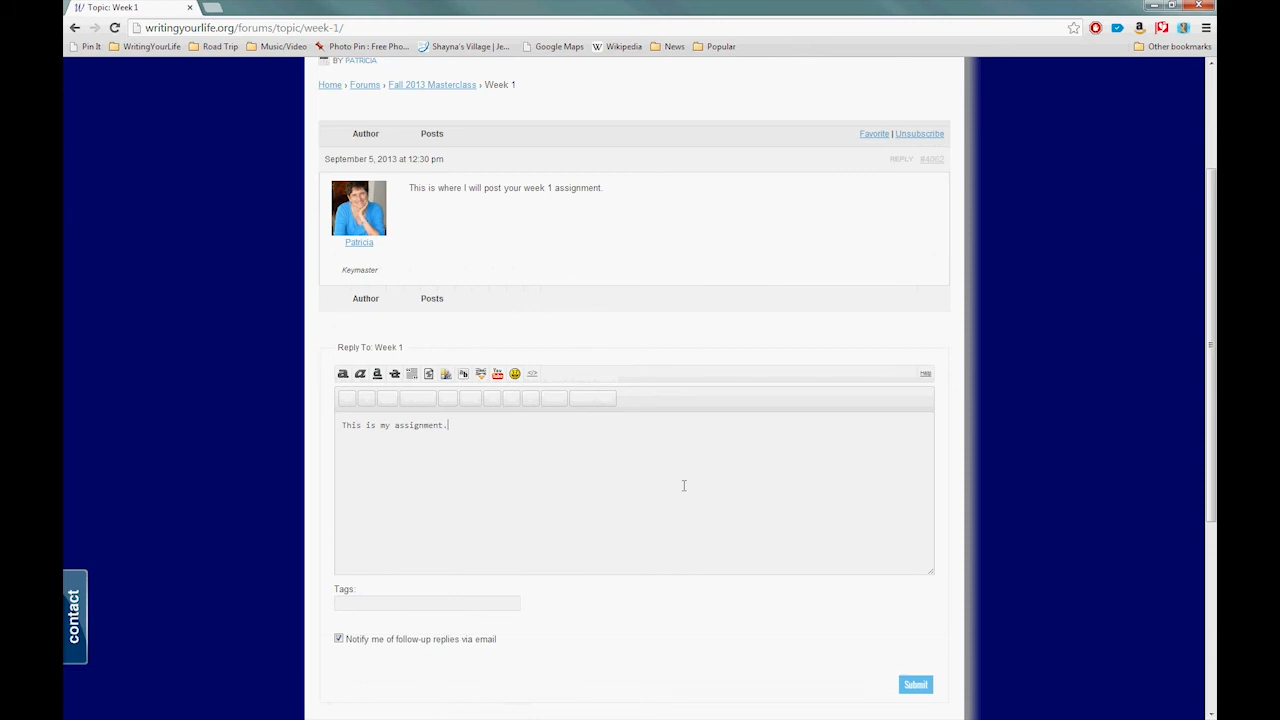 Topic: Week 1
writingyourlife.org/forums/topic/week-1/
Pin It WritingYourLife Road Trip Music/Video Photo Pin : Free Pho... Shayna's Village | Je... Google Maps Wikipedia News Popular Other bookmarks
BY PATRICIA
Home › Forums › Fall 2013 Masterclass › Week 1
Author Posts Favorite | Unsubscribe
September 5, 2013 at 12:30 pm REPLY #4062
This is where I will post your week 1 assignment.
Patricia
Keymaster
Author Posts
Reply To: Week 1
This is my assignment.
Tags:
Notify me of follow-up replies via email
contact
Submit